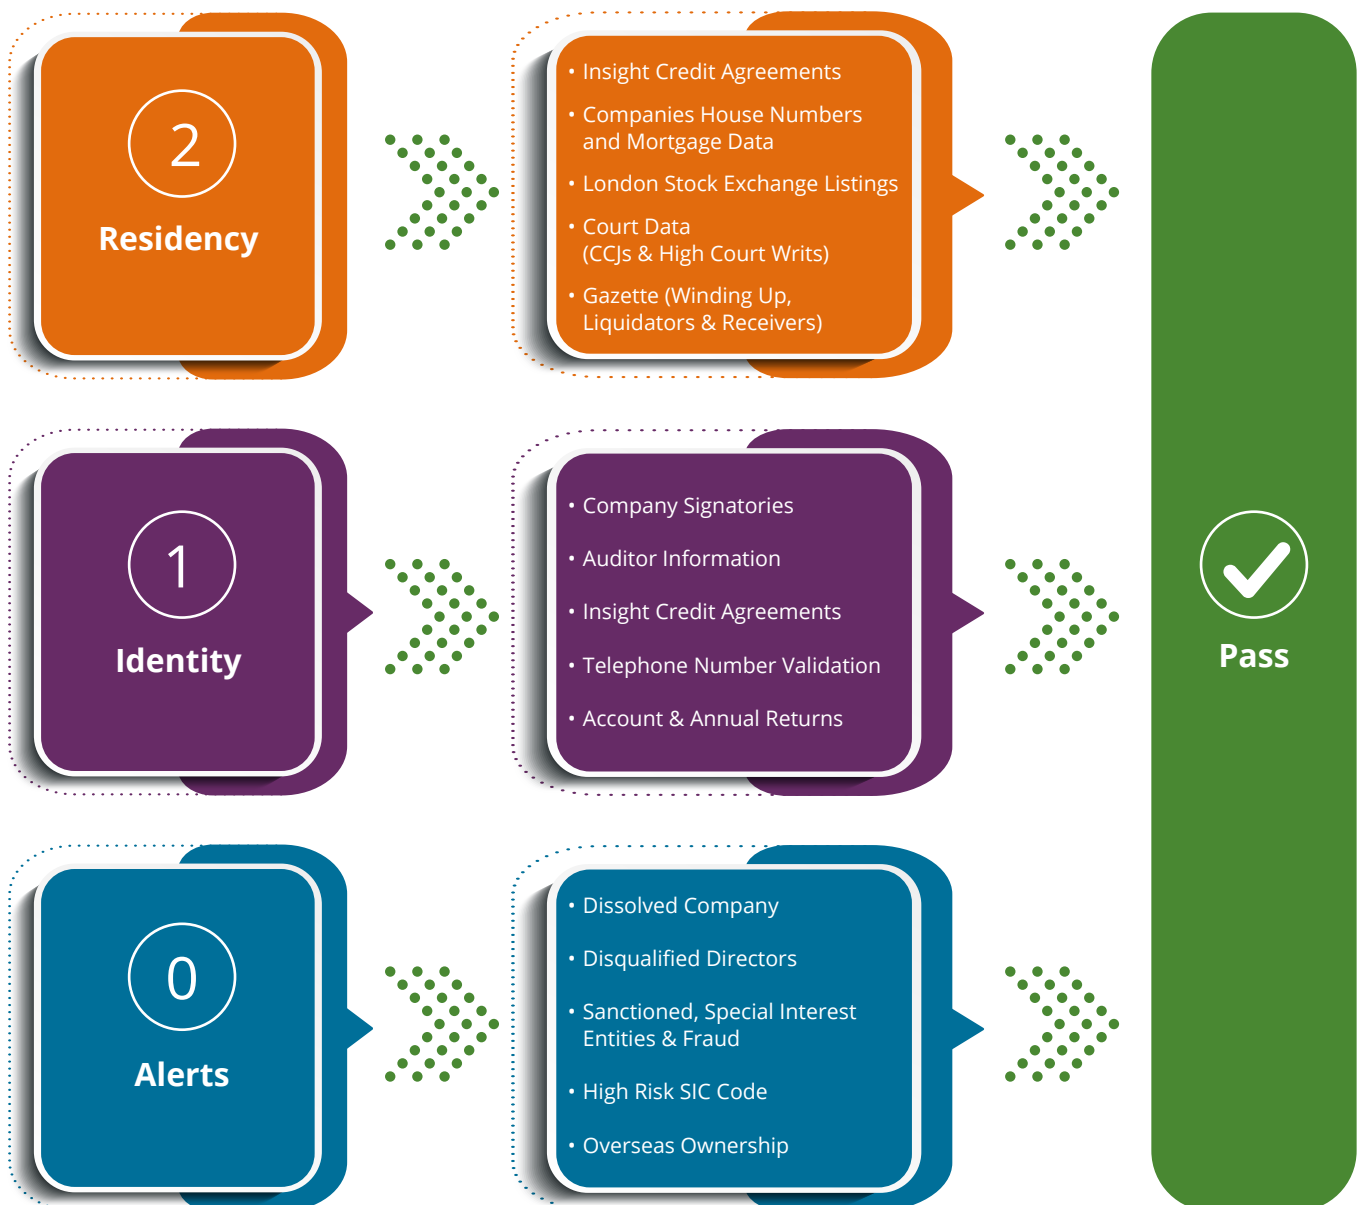 2
Residency
• Insight Credit Agreements
• Companies House Numbers
and Mortgage Data
• London Stock Exchange Listings
• Court Data
(CCJs & High Court Writs)
• Gazette (Winding Up,
Liquidators & Receivers)
1
Identity
• Company Signatories
• Auditor Information
• Insight Credit Agreements
• Telephone Number Validation
• Account & Annual Returns
0
Alerts
• Dissolved Company
• Disqualified Directors
• Sanctioned, Special Interest
Entities & Fraud
• High Risk SIC Code
• Overseas Ownership
Pass